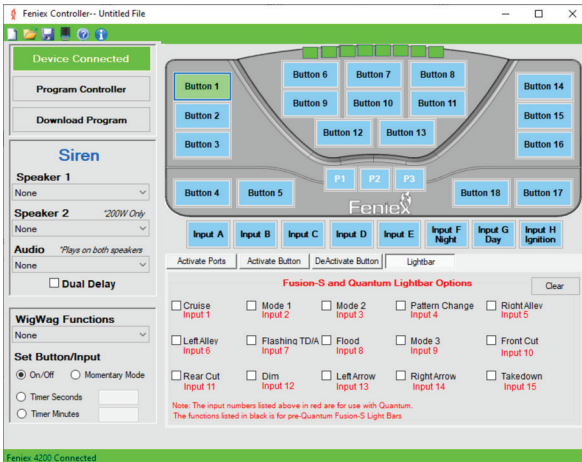 Feniex Controller-- Untitled File
Device Connected
Program Controller
Download Program
Siren
Speaker 1
None
Speaker 2 *200W Only
None
Audio *Plays on both speakers
None
Dual Delay
WigWag Functions
None
Set Button/Input
On/Off Momentary Mode
Timer Seconds
Timer Minutes
Button 6 Button 7 Button 8
Button 1 Button 14
Button 9 Button 10 Button 11
Button 2 Button 15
Button 12 Button 13
Button 3 Button 16
P1 P2 P3
Button 4 Button 5 Button 18 Button 17
Feniex
Input A Input B Input C Input D Input E Input F Night Input G Day Input H Ignition
Activate Ports Activate Button DeActivate Button Lightbar
Fusion-S and Quantum Lightbar Options Clear
Cruise Mode 1 Mode 2 Pattern Change Right Alley
Input 1 Input 2 Input 3 Input 4 Input 5
Left Alley Flashing TD/A Flood Mode 3 Front Cut
Input 6 Input 7 Input 8 Input 9 Input 10
Rear Cut Dim Left Arrow Right Arrow Takedown
Input 11 Input 12 Input 13 Input 14 Input 15
Note: The input numbers listed above in red are for use with Quantum.
The functions listed in black is for pre-Quantum Fusion-S Light Bars
Feniex 4200 Connected